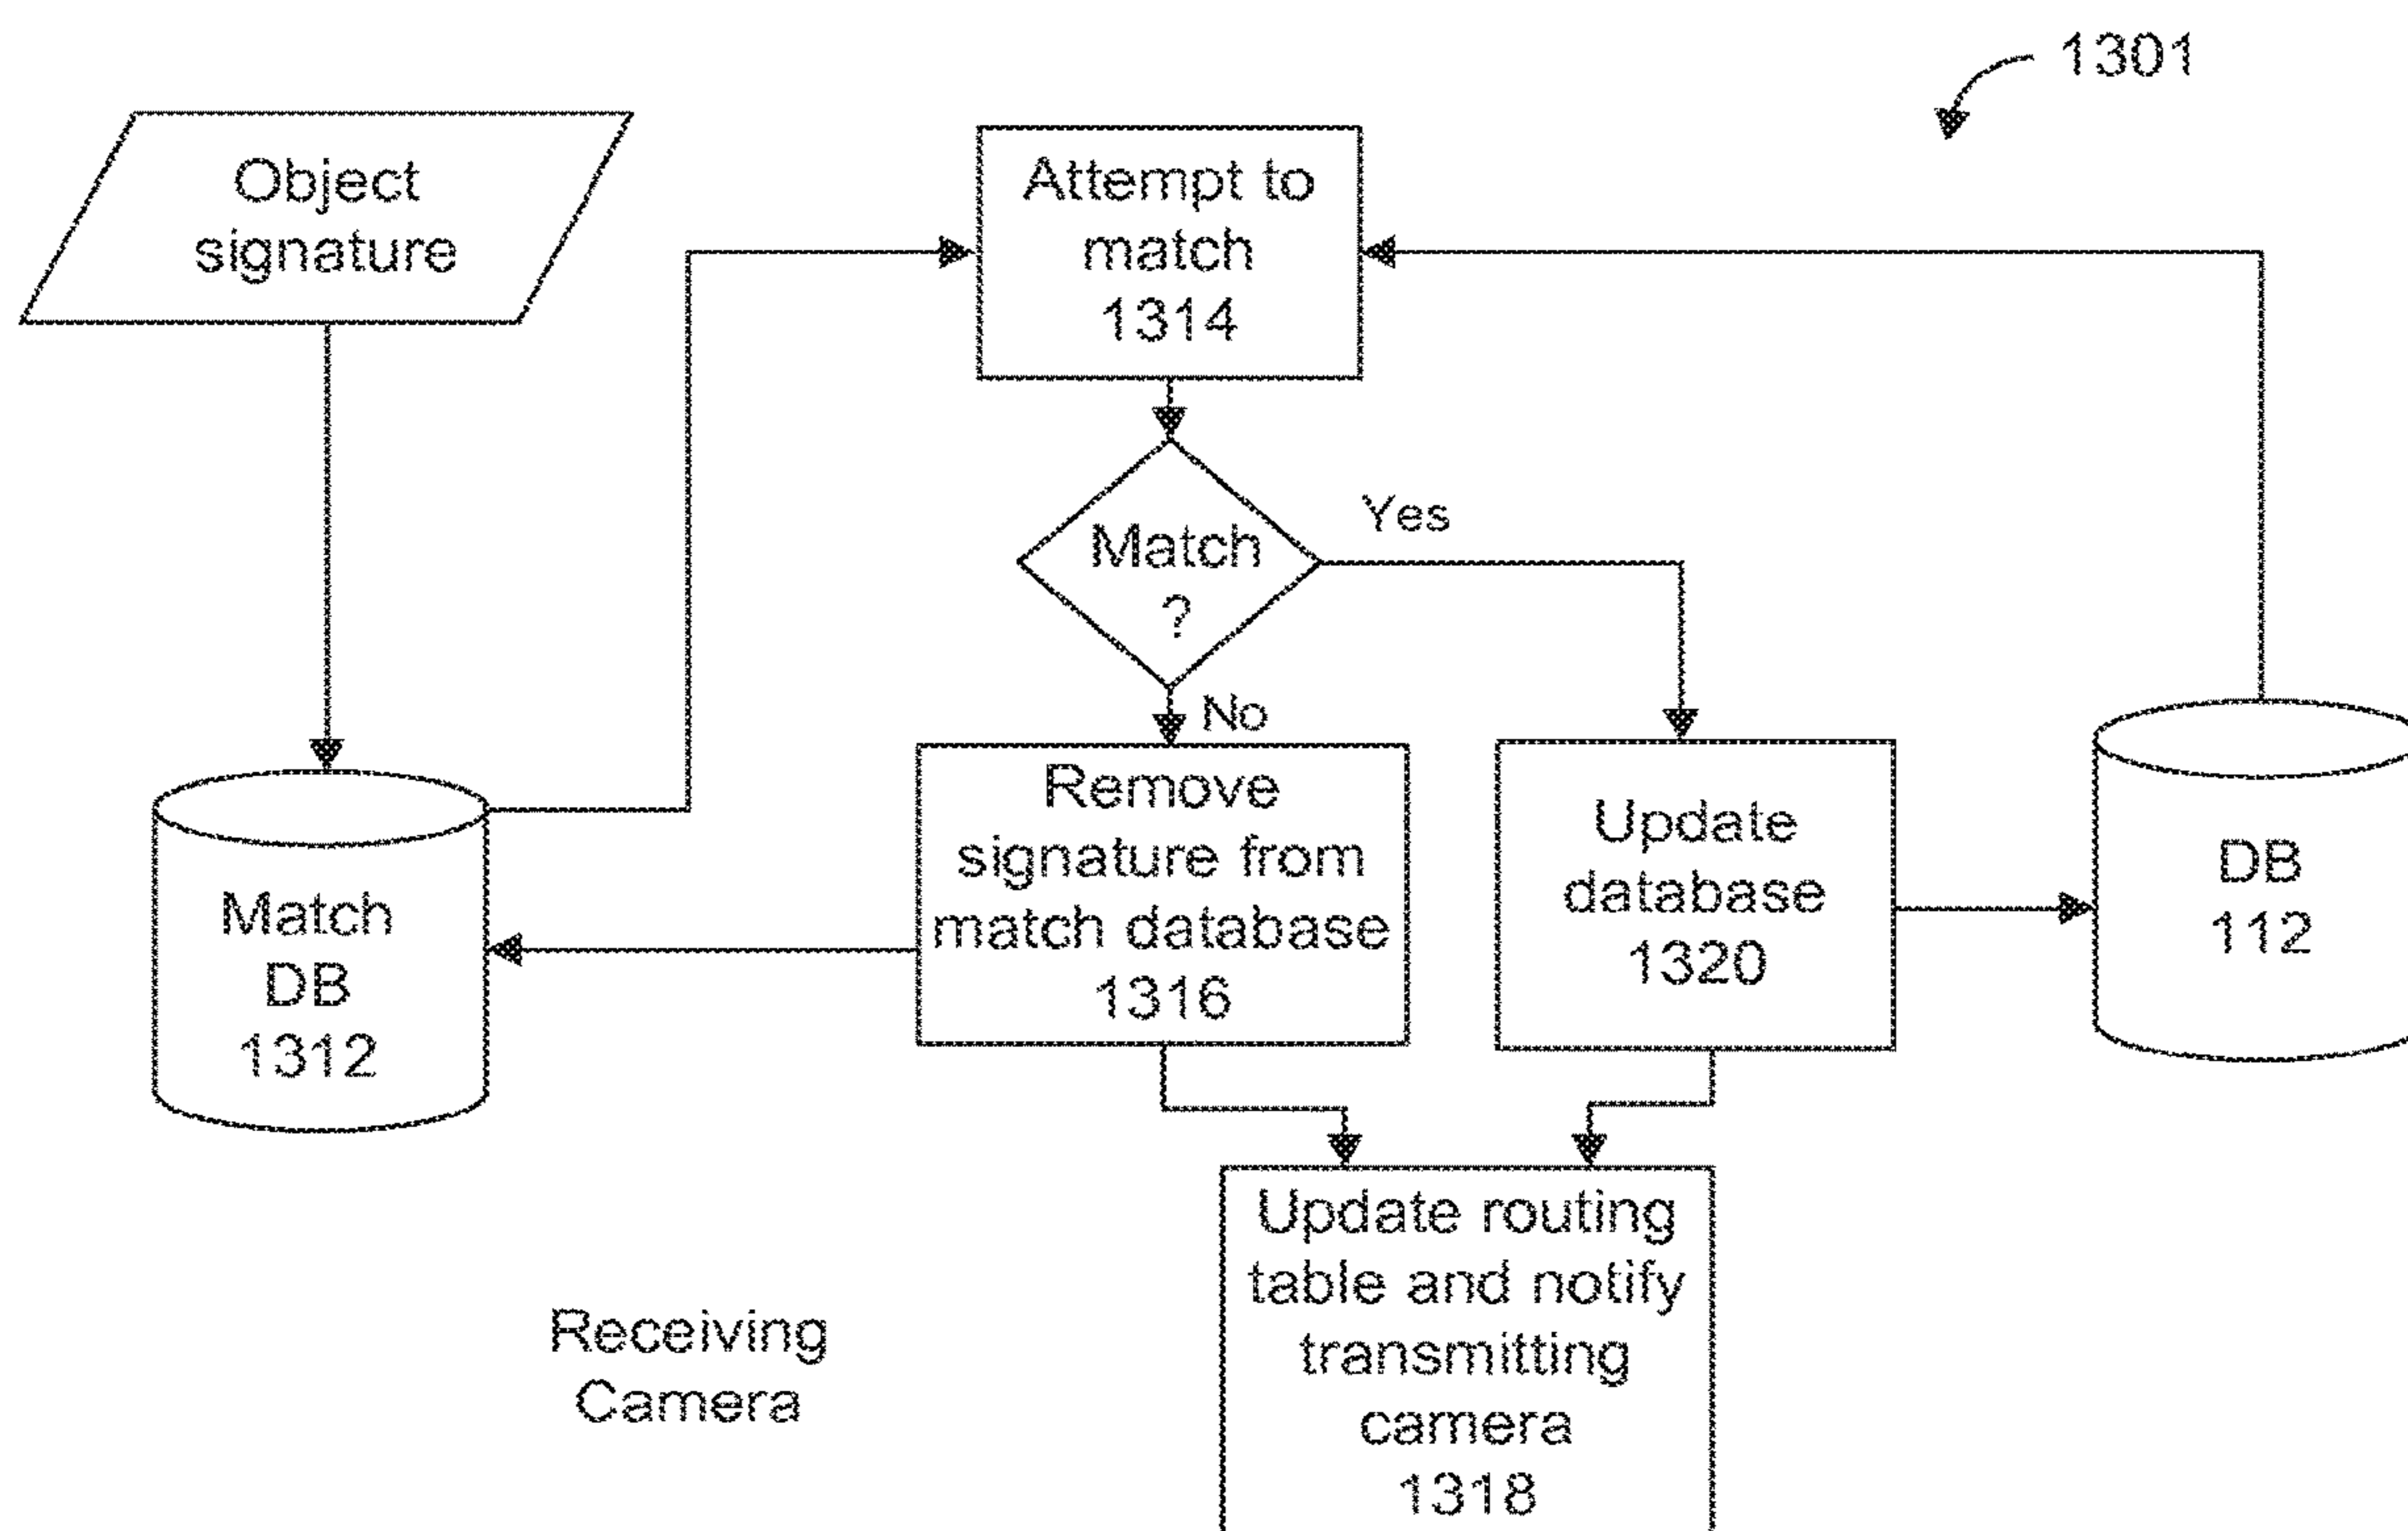 1301
Object
signature
Attempt to
match
1314
Match
?
Yes
No
Remove
signature from
match database
1316
Update
database
1320
DB
112
Match
DB
1312
Update routing
table and notify
transmitting
camera
1318
Receiving
Camera